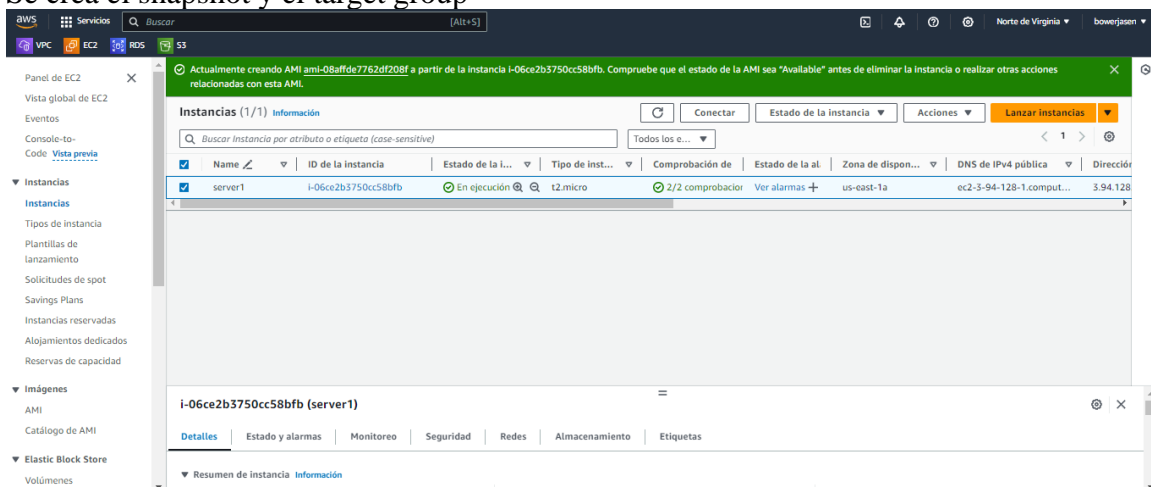 Se crea el snapshot y el target group
aws Servicios Buscar [Alt+S] Norte de Virginia bowerjasen
VPC EC2 RDS S3
Panel de EC2
Vista global de EC2
Eventos
Console-to-
Code Vista previa
Instancias
Instancias
Tipos de instancia
Plantillas de
lanzamiento
Solicitudes de spot
Savings Plans
Instancias reservadas
Alojamientos dedicados
Reservas de capacidad
Imágenes
AMI
Catálogo de AMI
Elastic Block Store
Volúmenes
Actualmente creando AMI ami-08affde7762df208f a partir de la instancia i-06ce2b3750cc58bfb. Compruebe que el estado de la AMI sea "Available" antes de eliminar la instancia o realizar otras acciones
relacionadas con esta AMI.
Instancias (1/1) Información Conectar Estado de la instancia Acciones Lanzar instancias
Buscar Instancia por atributo o etiqueta (case-sensitive) Todos los e... 1
Name ID de la instancia Estado de la i... Tipo de inst... Comprobación de Estado de la al Zona de dispon... DNS de IPv4 pública Dirección
server1 i-06ce2b3750cc58bfb En ejecución t2.micro 2/2 comprobacior Ver alarmas + us-east-1a ec2-3-94-128-1.comput... 3.94.128
i-06ce2b3750cc58bfb (server1)
Detalles Estado y alarmas Monitoreo Seguridad Redes Almacenamiento Etiquetas
Resumen de instancia Información